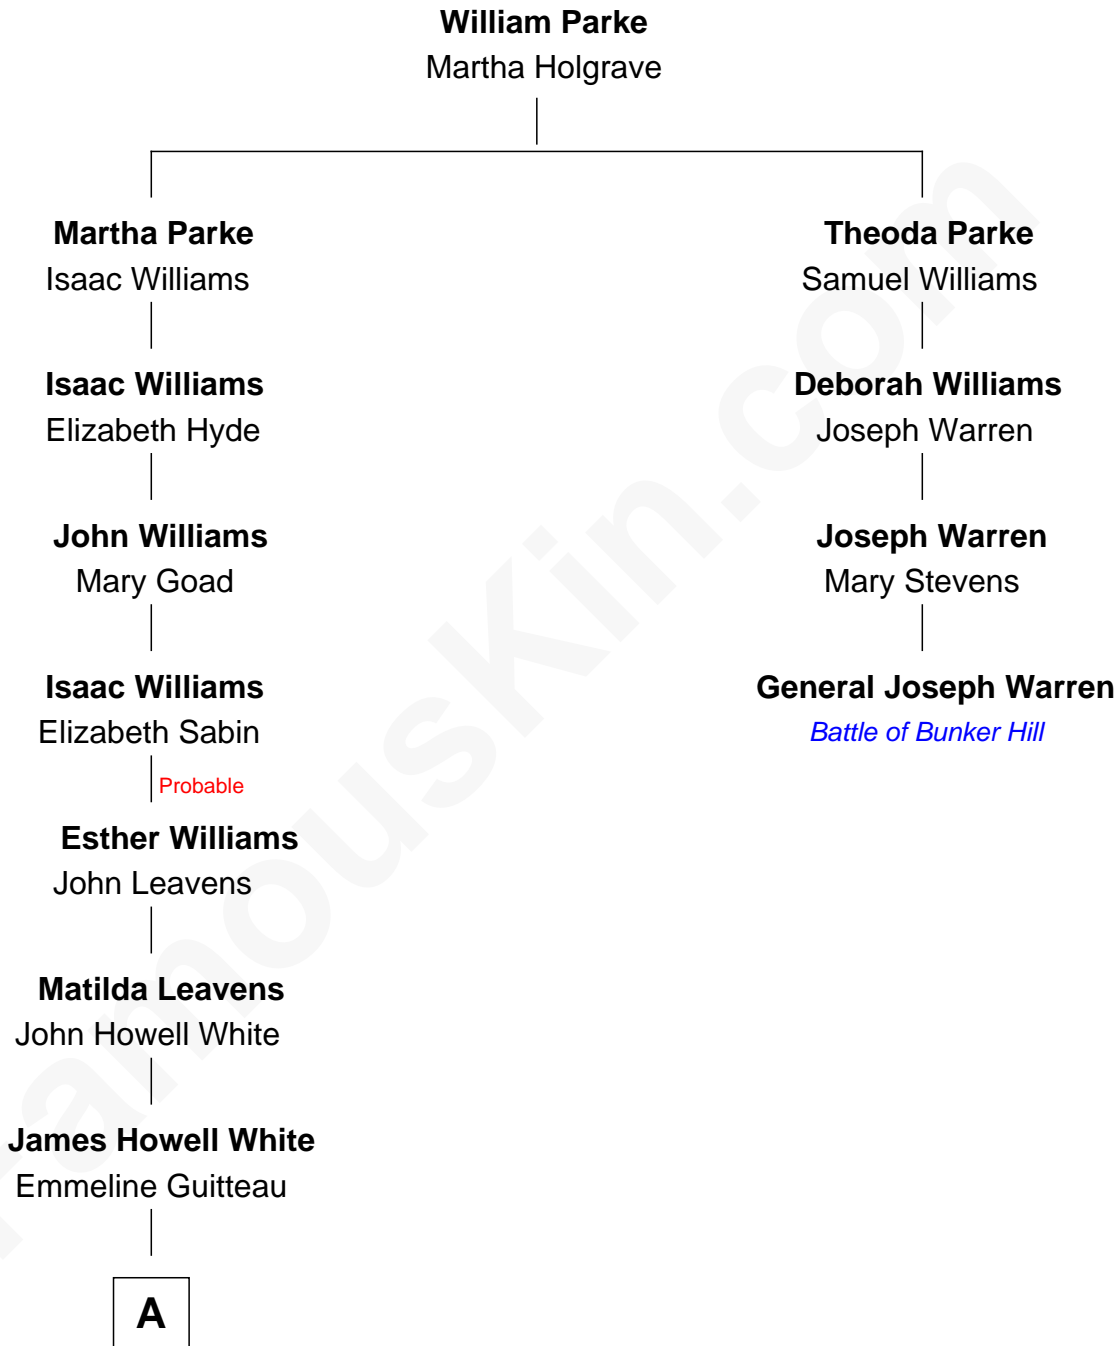 William Parke
Martha Holgrave
Martha Parke
Isaac Williams
Theoda Parke
Samuel Williams
Isaac Williams
Elizabeth Hyde
Deborah Williams
Joseph Warren
John Williams
Mary Goad
Joseph Warren
Mary Stevens
Isaac Williams
Elizabeth Sabin
General Joseph Warren
Battle of Bunker Hill
Probable
Esther Williams
John Leavens
Matilda Leavens
John Howell White
James Howell White
Emmeline Guitteau
A
FamousKin.com